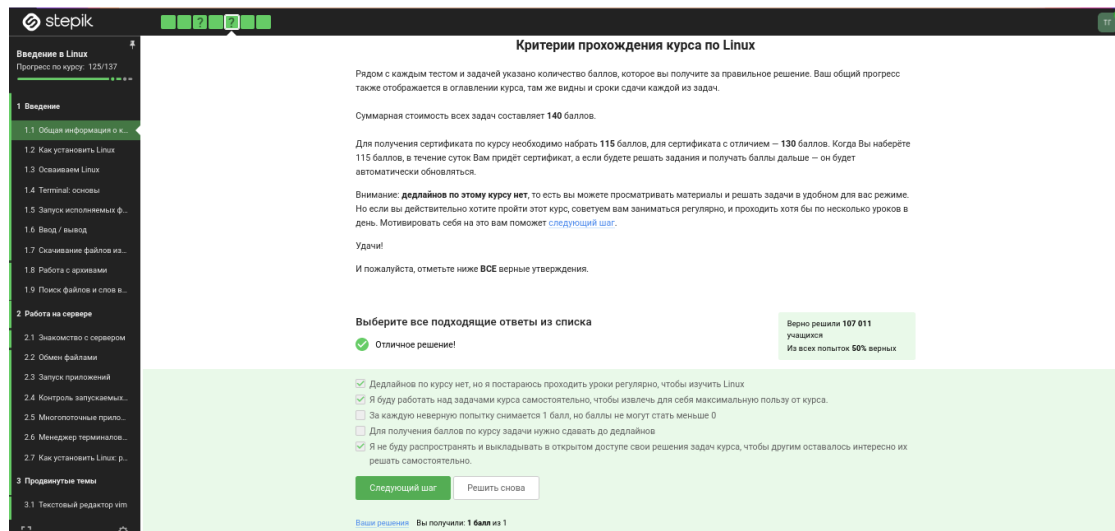 stepik
?
?
ТГ
Введение в Linux
Прогресс по курсу: 125/137
1 Введение
1.1 Общая информация о к...
1.2 Как установить Linux
1.3 Осваиваем Linux
1.4 Terminal: основы
1.5 Запуск исполняемых ф...
1.6 Ввод / вывод
1.7 Скачивание файлов из...
1.8 Работа с архивами
1.9 Поиск файлов и слов в...
2 Работа на сервере
2.1 Знакомство с сервером
2.2 Обмен файлами
2.3 Запуск приложений
2.4 Контроль запускаемых...
2.5 Многопоточные прило...
2.6 Менеджер терминалов...
2.7 Как установить Linux: р...
3 Продвинутые темы
3.1 Текстовый редактор vim
Критерии прохождения курса по Linux
Рядом с каждым тестом и задачей указано количество баллов, которое вы получите за правильное решение. Ваш общий прогресс
также отображается в оглавлении курса, там же видны и сроки сдачи каждой из задач.
Суммарная стоимость всех задач составляет 140 баллов.
Для получения сертификата по курсу необходимо набрать 115 баллов, для сертификата с отличием — 130 баллов. Когда Вы наберёте
115 баллов, в течение суток Вам придёт сертификат, а если будете решать задания и получать баллы дальше — он будет
автоматически обновляться.
Внимание: дедлайнов по этому курсу нет, то есть вы можете просматривать материалы и решать задачи в удобном для вас режиме.
Но если вы действительно хотите пройти этот курс, советуем вам заниматься регулярно, и проходить хотя бы по несколько уроков в
день. Мотивировать себя на это вам поможет следующий шаг.
Удачи!
И пожалуйста, отметьте ниже ВСЕ верные утверждения.
Выберите все подходящие ответы из списка
Отличное решение!
Верно решили 107 011
учащихся
Из всех попыток 50% верных
Дедлайнов по курсу нет, но я постараюсь проходить уроки регулярно, чтобы изучить Linux
Я буду работать над задачами курса самостоятельно, чтобы извлечь для себя максимальную пользу от курса.
За каждую неверную попытку снимается 1 балл, но баллы не могут стать меньше 0
Для получения баллов по курсу задачи нужно сдавать до дедлайнов
Я не буду распространять и выкладывать в открытом доступе свои решения задач курса, чтобы другим оставалось интересно их
решать самостоятельно.
Следующий шаг
Решить снова
Ваши решения Вы получили: 1 балл из 1